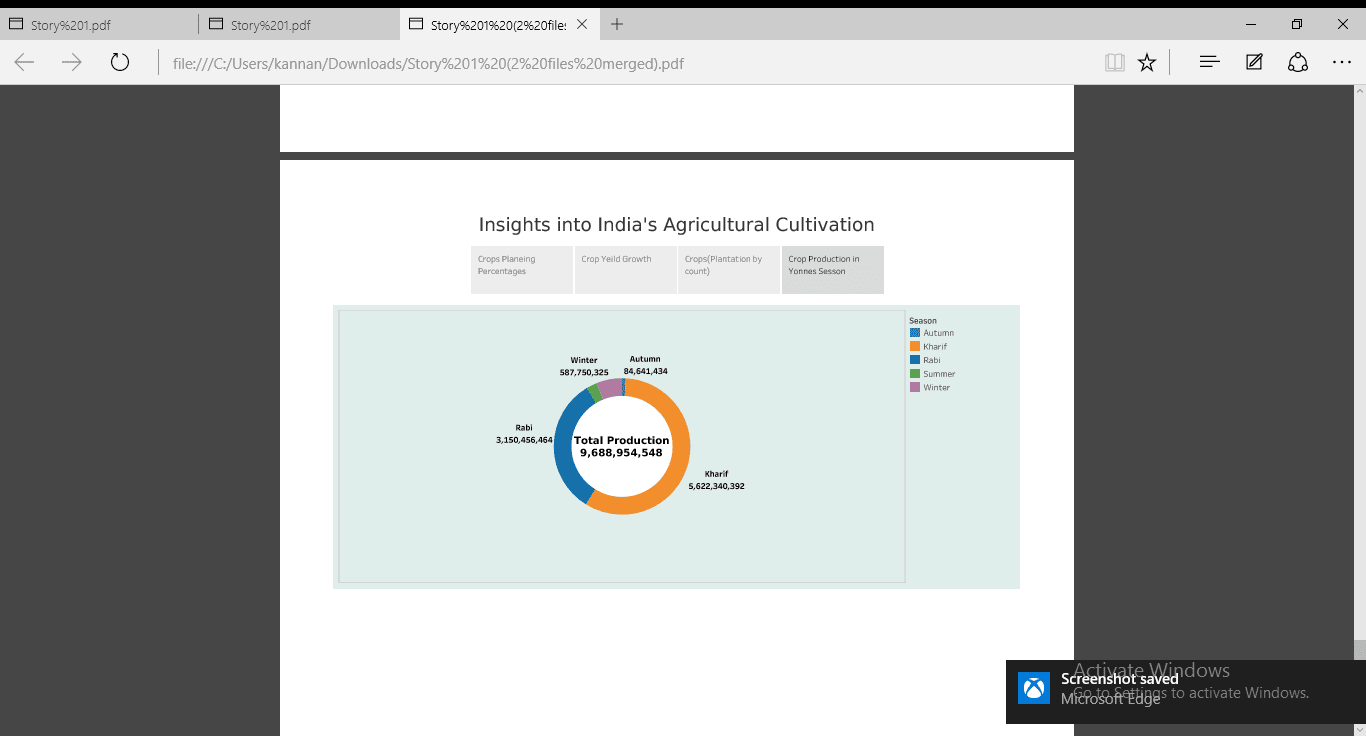 Story%201.pdf
Story%201.pdf
Story%201%20(2%20file:
file:///C:/Users/kannan/Downloads/Story%201%20(2%20files%20merged).pdf
Insights into India's Agricultural Cultivation
Crops Planeing
Percentages
Crop Yeild Growth
Crops(Plantation by
count)
Crop Production in
Yonnes Sesson
Season
Autumn
Kharif
Rabi
Summer
Winter
Winter
587,750,325
Autumn
84,641,434
Rabi
3,150,456,464
Total Production
9,688,954,548
Kharif
5,622,340,392
Activate Windows
Go to Settings to activate Windows.
Screenshot saved
Microsoft Edge